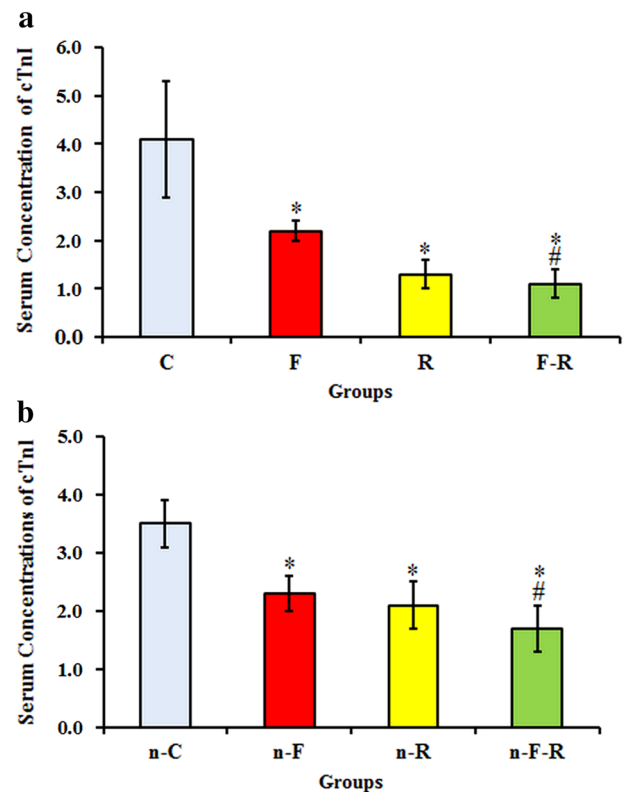 a
Serum Concentration of cTnI
6.0
5.0
4.0
3.0
2.0
1.0
0.0
*
*
*
#
C F R F-R
Groups
b
Serum Concentrations of cTnI
5.0
4.0
3.0
2.0
1.0
0.0
*
*
*
#
n-C n-F n-R n-F-R
Groups